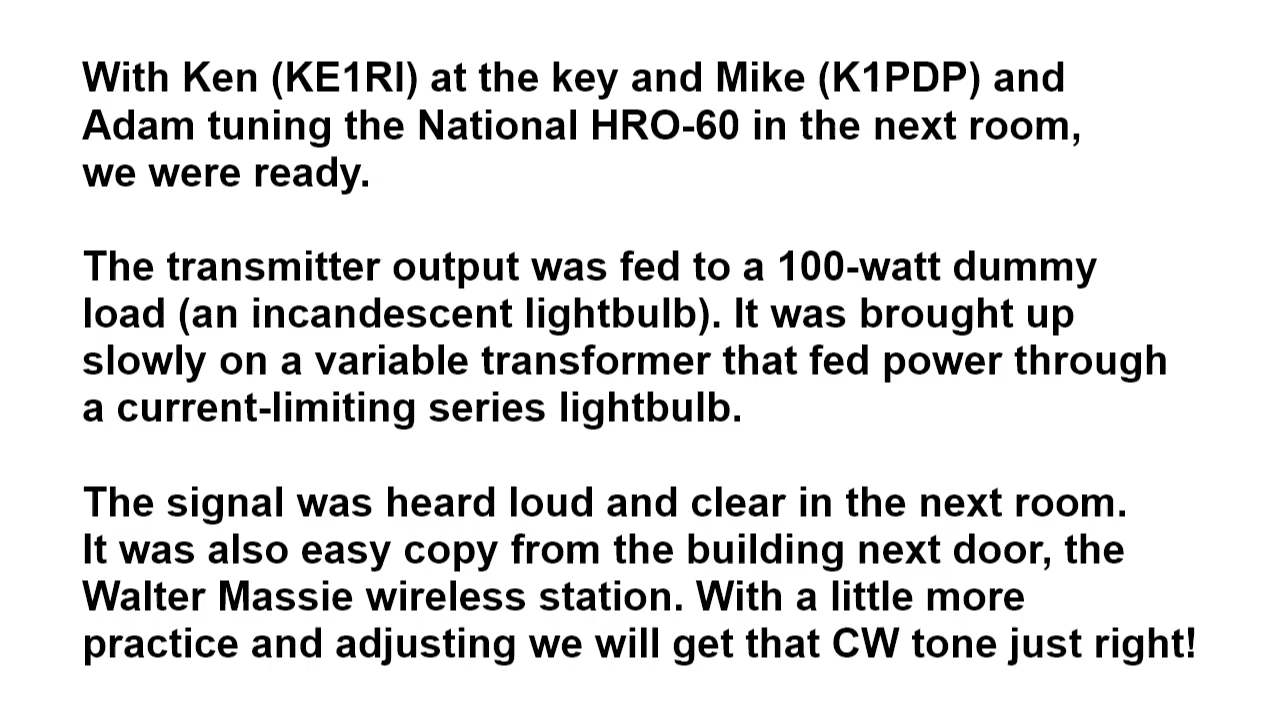 With Ken (KE1RI) at the key and Mike (K1PDP) and
Adam tuning the National HRO-60 in the next room,
we were ready.
The transmitter output was fed to a 100-watt dummy
load (an incandescent lightbulb). It was brought up
slowly on a variable transformer that fed power through
a current-limiting series lightbulb.
The signal was heard loud and clear in the next room.
It was also easy copy from the building next door, the
Walter Massie wireless station. With a little more
practice and adjusting we will get that CW tone just right!